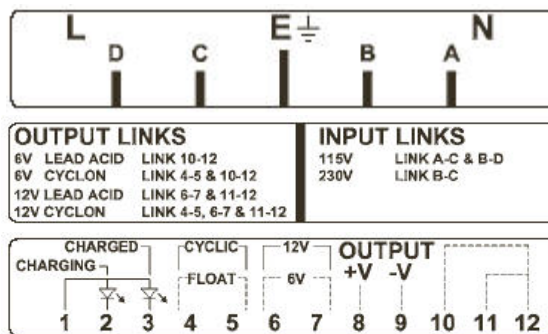 L E N
D C B A
OUTPUT LINKS
6V LEAD ACID LINK 10-12
6V CYCLON LINK 4-5 & 10-12
12V LEAD ACID LINK 6-7 & 11-12
12V CYCLON LINK 4-5, 6-7 & 11-12
INPUT LINKS
115V LINK A-C & B-D
230V LINK B-C
CHARGED CYCLIC 12V OUTPUT
CHARGING FLOAT 6V +V -V
1 2 3 4 5 6 7 8 9 10 11 12